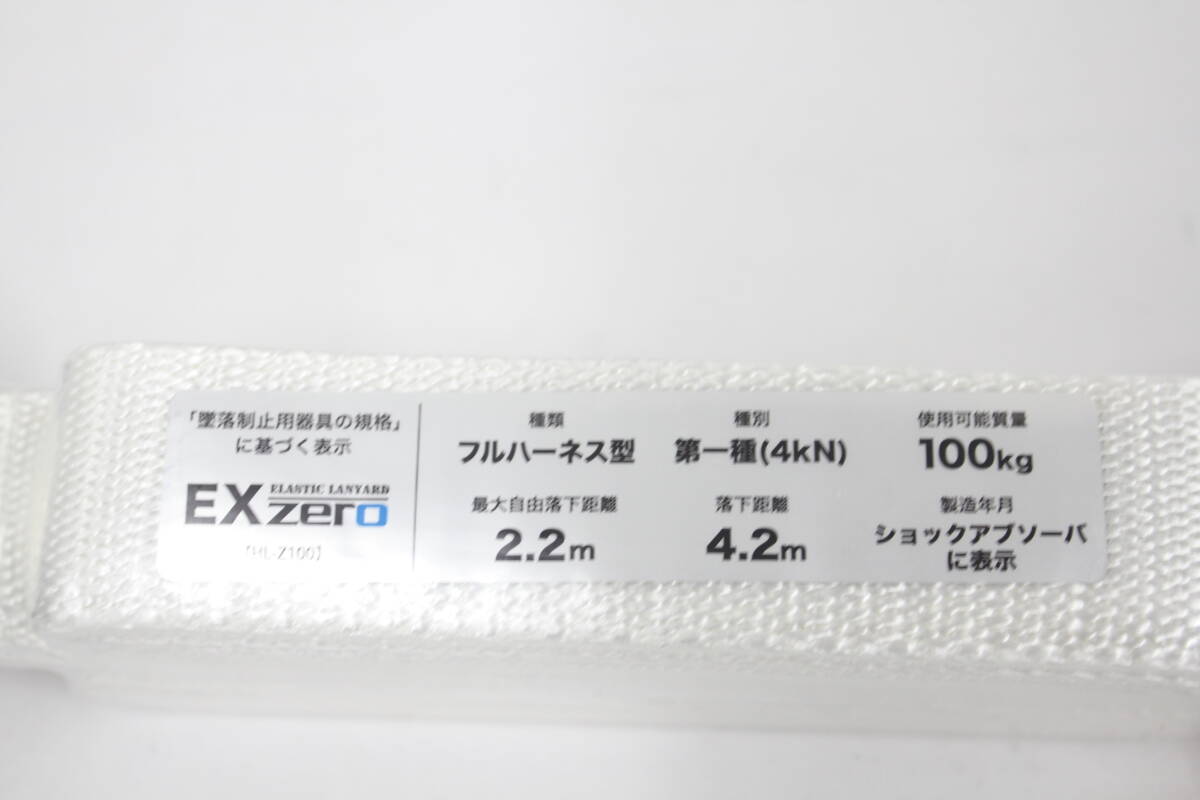 「墜落制止用器具の規格」
に基づく表示
ELASTIC LANYARD
EXzero
【HL-Z100】
種類
フルハーネス型
種別
第一種(4kN)
使用可能質量
100kg
最大自由落下距離
2.2m
落下距離
4.2m
製造年月
ショックアブソーバ
に表示